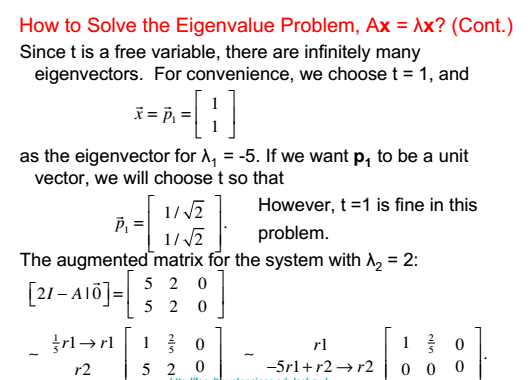 How to Solve the Eigenvalue Problem, Ax = λx? (Cont.)
Since t is a free variable, there are infinitely many
eigenvectors. For convenience, we choose t = 1, and
x⃗ = p⃗₁ = [ 1
1 ]
as the eigenvector for λ₁ = -5. If we want p₁ to be a unit
vector, we will choose t so that
p⃗₁ = [ 1/√2
1/√2 ].
However, t =1 is fine in this
problem.
The augmented matrix for the system with λ₂ = 2:
[2I – A | 0⃗] = [ 5 2 0
5 2 0 ]
~ 1/5 r1 → r1 [ 1 2/5 0
r2 5 2 0 ]
~ r1 [ 1 2/5 0
–5r1 + r2 → r2 0 0 0 ].